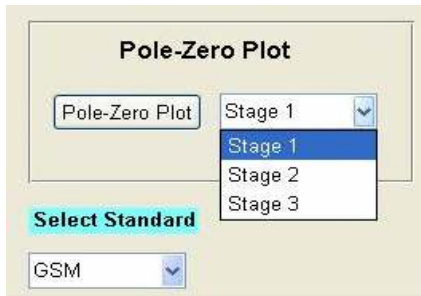 Pole-Zero Plot
Pole-Zero Plot Stage 1
Stage 1
Stage 2
Stage 3
Select Standard
GSM